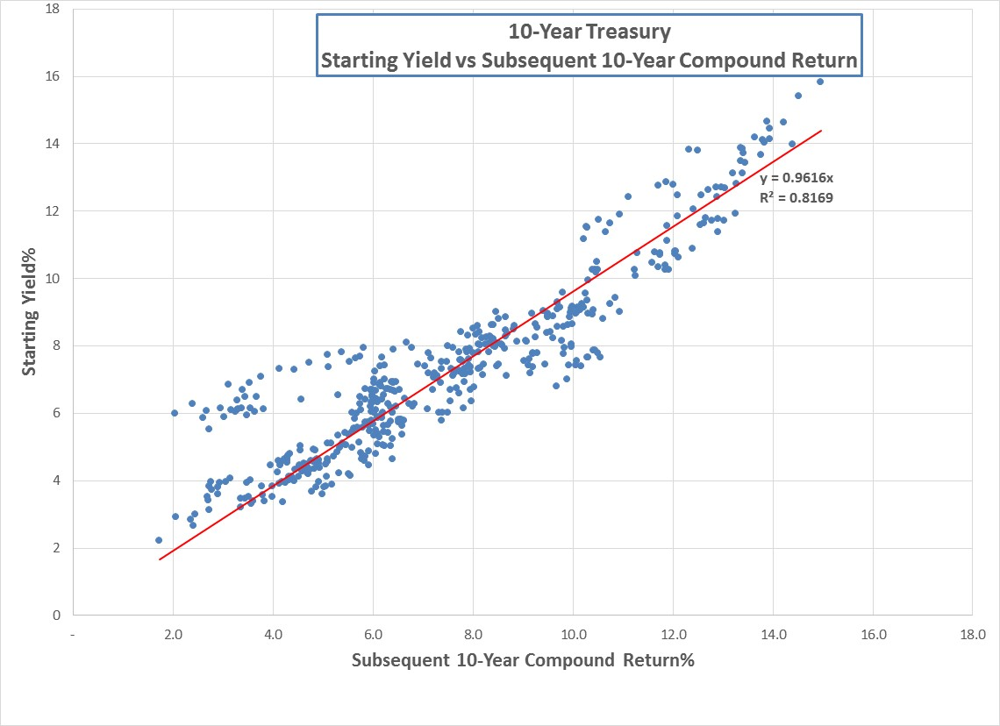 10-Year Treasury
Starting Yield vs Subsequent 10-Year Compound Return
18
16
14
12
10
8
6
4
2
0
Starting Yield%
y = 0.9616x
R² = 0.8169
- 2.0 4.0 6.0 8.0 10.0 12.0 14.0 16.0 18.0
Subsequent 10-Year Compound Return%